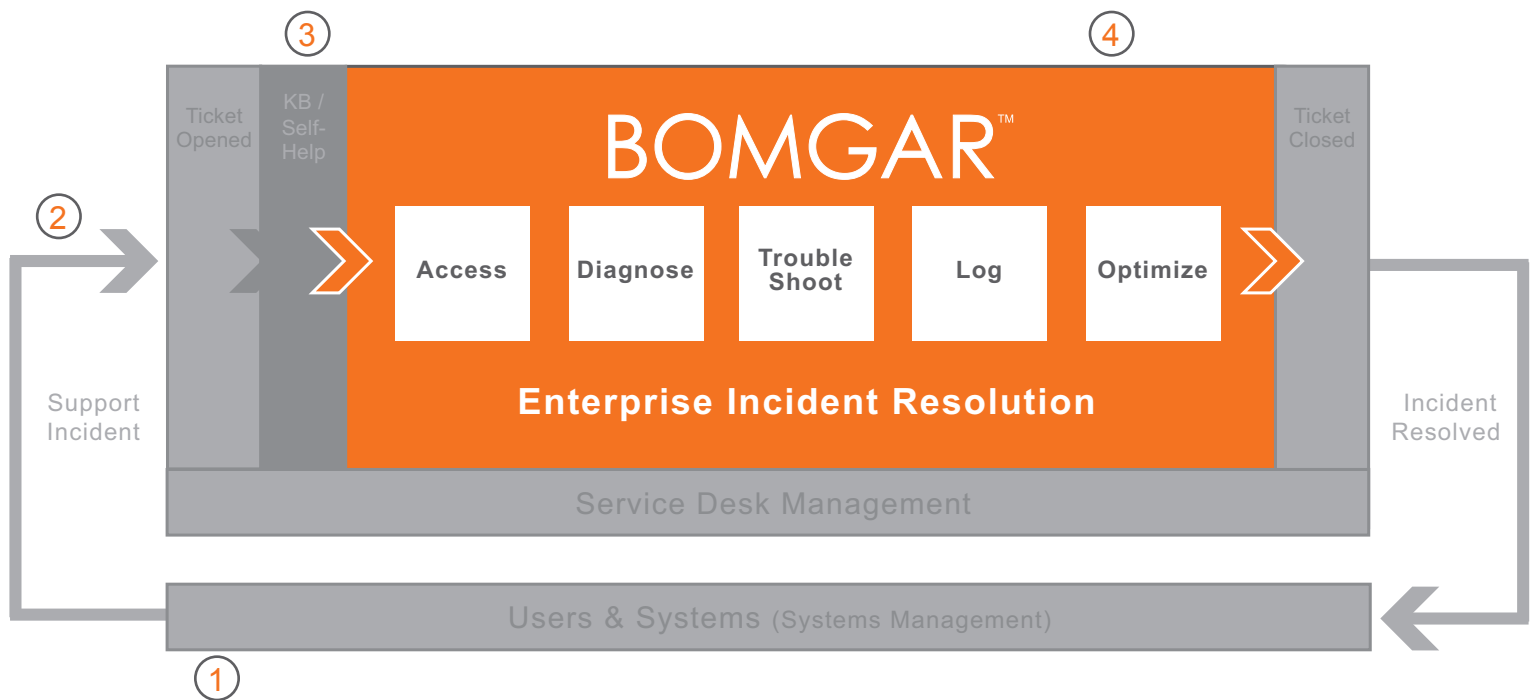 3
4
Ticket
Opened
KB /
Self-
Help
BOMGAR™
Ticket
Closed
2
Access
Diagnose
Trouble
Shoot
Log
Optimize
Support
Incident
Enterprise Incident Resolution
Incident
Resolved
Service Desk Management
Users & Systems (Systems Management)
1